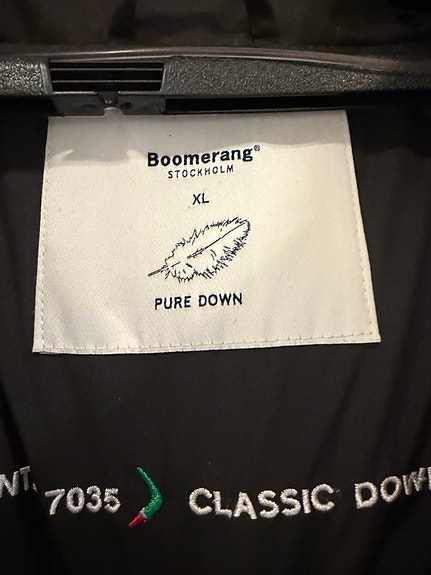 Boomerang®
STOCKHOLM
XL
PURE DOWN
7035 CLASSIC